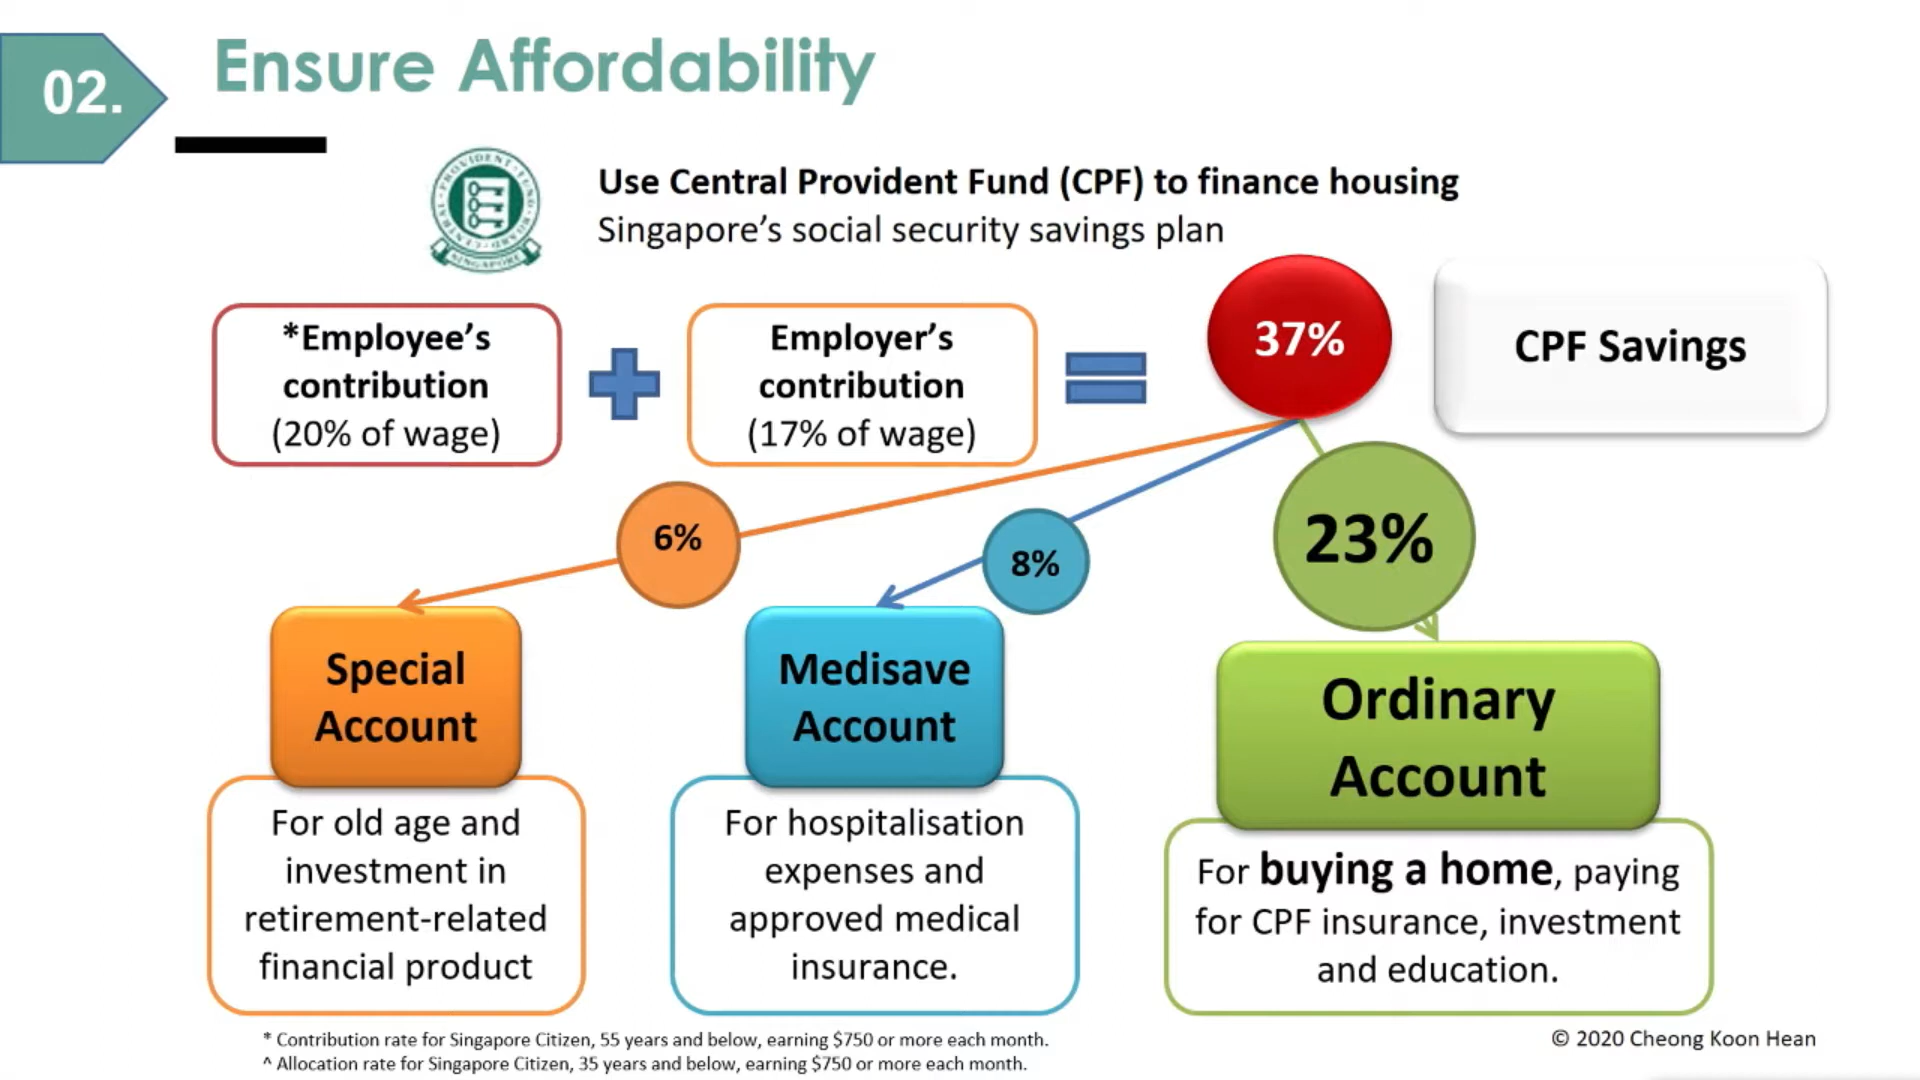 02.
Ensure Affordability
CENTRAL PROVIDENT FUND BOARD
SINGAPORE
Use Central Provident Fund (CPF) to finance housing
Singapore’s social security savings plan
*Employee’s
contribution
(20% of wage)
Employer’s
contribution
(17% of wage)
37%
CPF Savings
6%
8%
23%
Special
Account
Medisave
Account
Ordinary
Account
For old age and
investment in
retirement-related
financial product
For hospitalisation
expenses and
approved medical
insurance.
For buying a home, paying
for CPF insurance, investment
and education.
* Contribution rate for Singapore Citizen, 55 years and below, earning $750 or more each month.
^ Allocation rate for Singapore Citizen, 35 years and below, earning $750 or more each month.
© 2020 Cheong Koon Hean